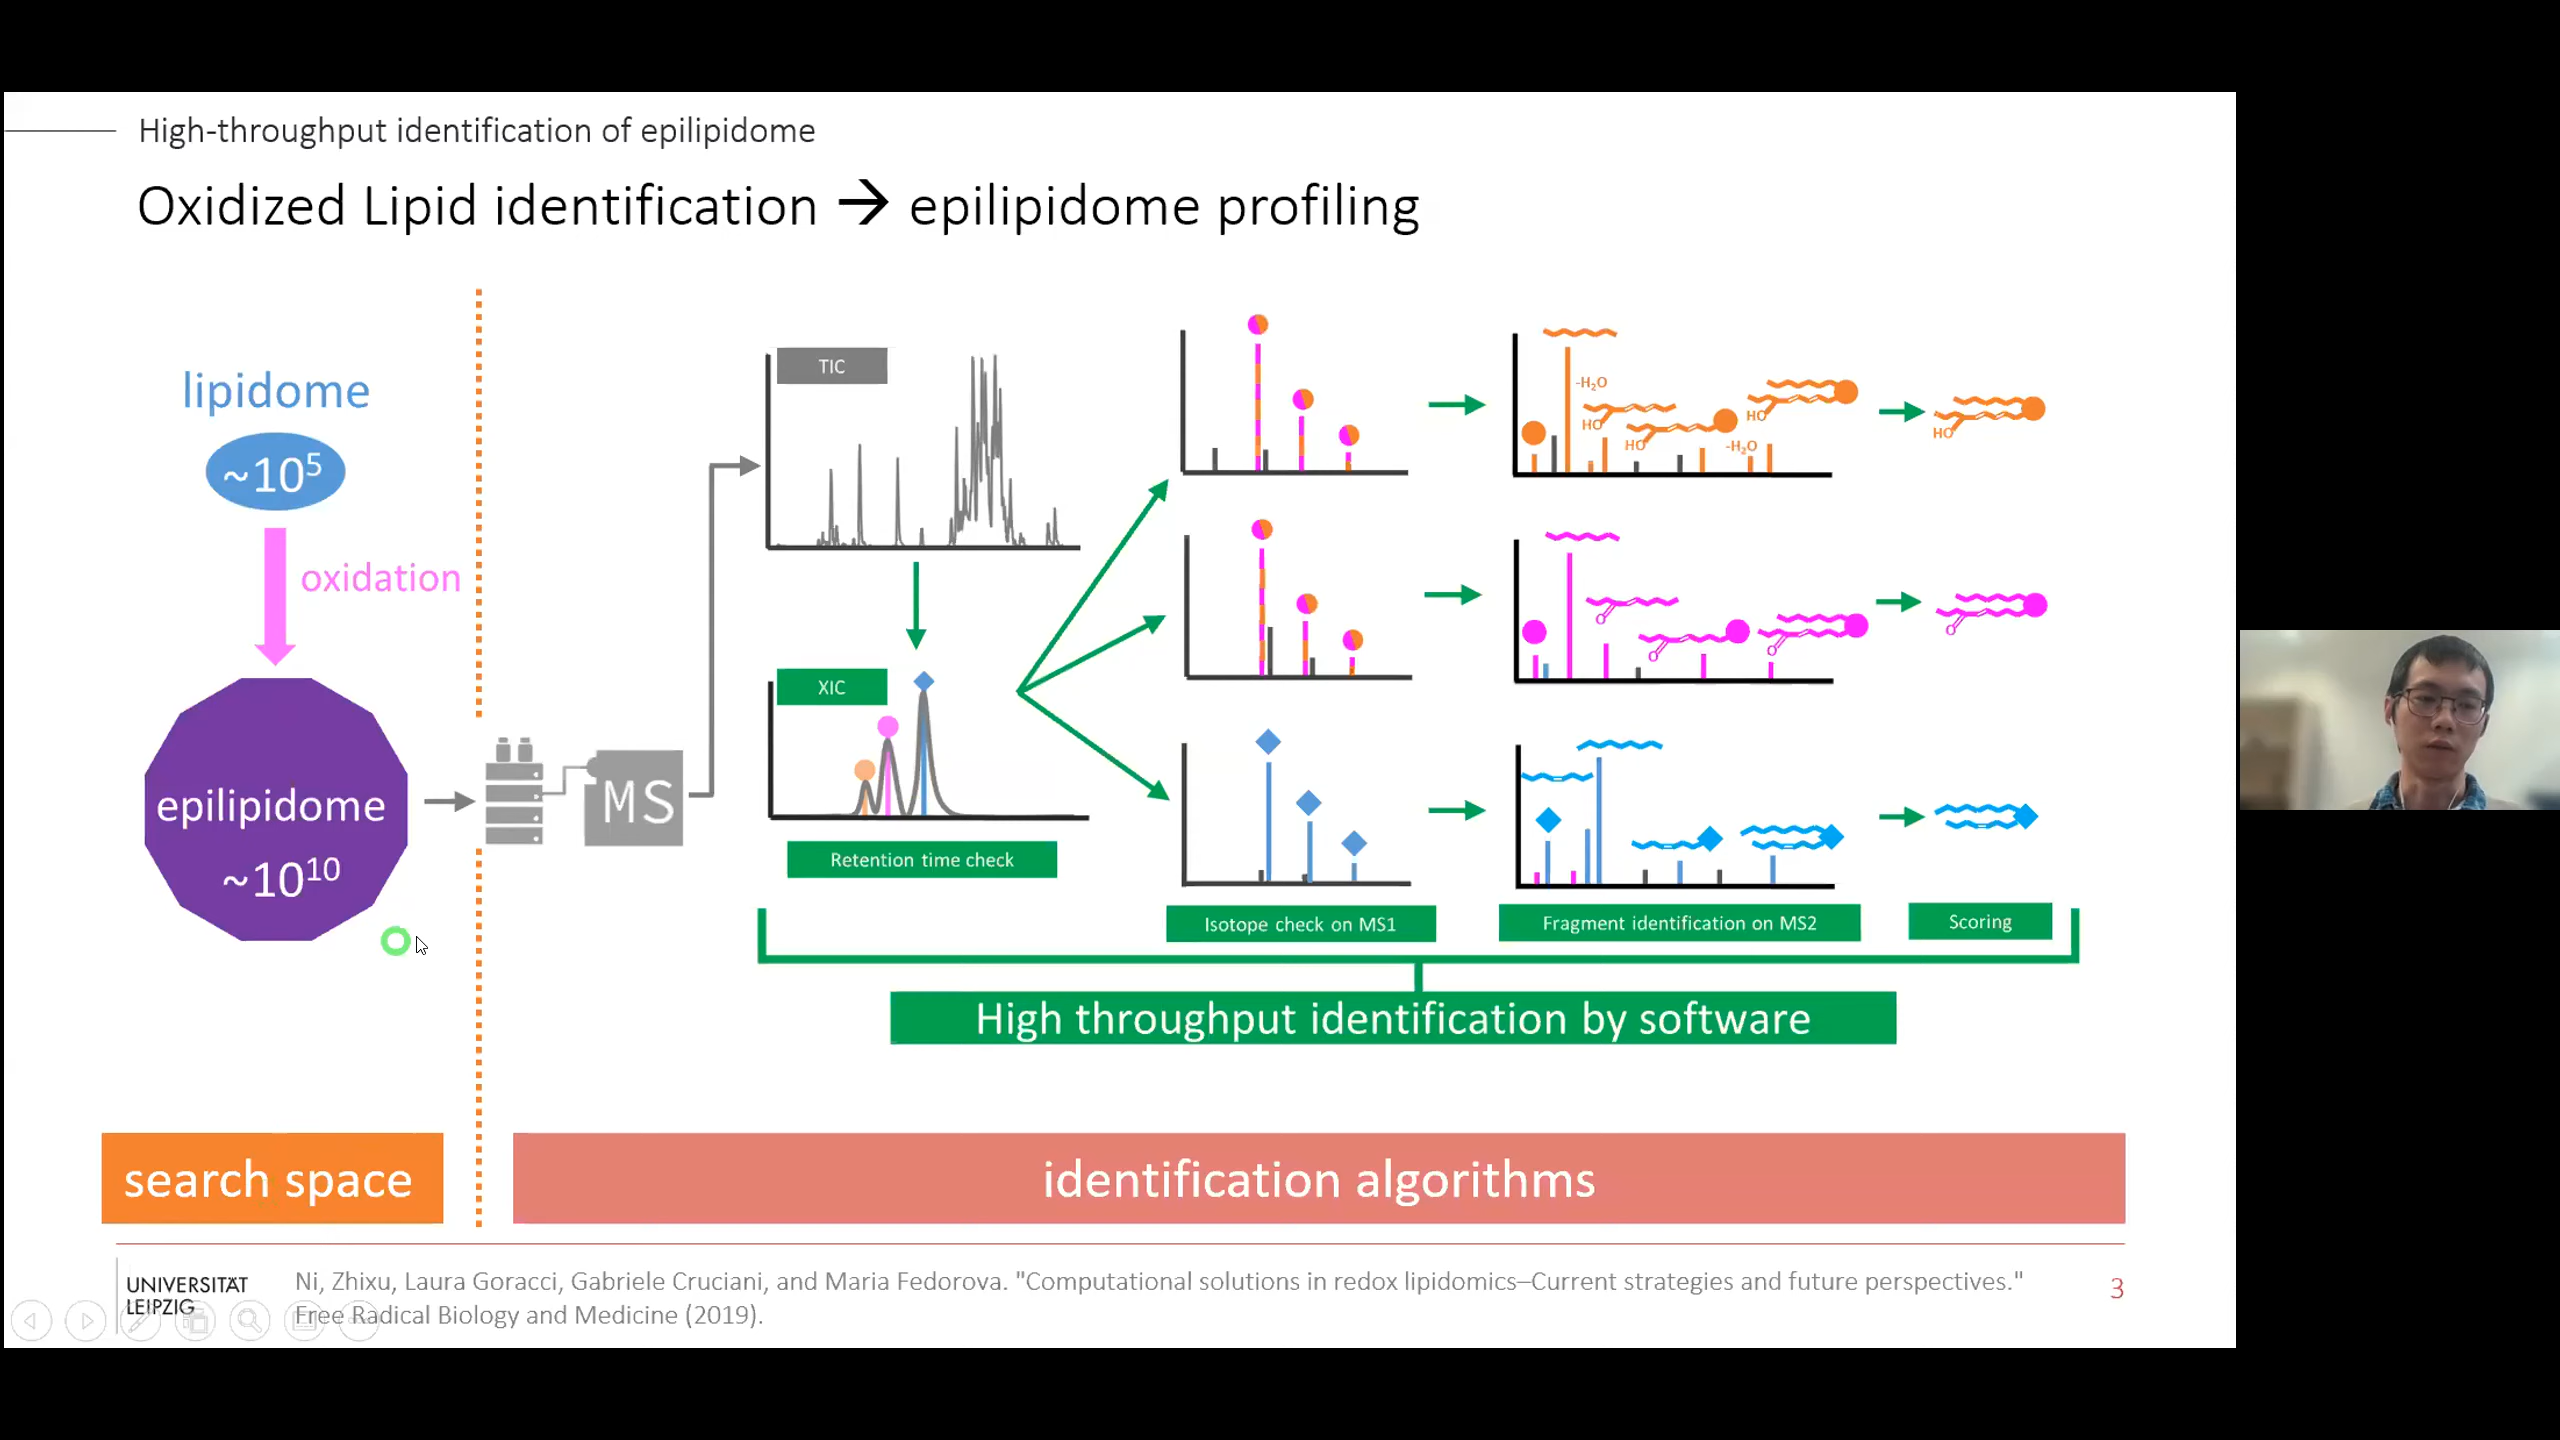 High-throughput identification of epilipidome
Oxidized Lipid identification → epilipidome profiling
lipidome
~10⁵
oxidation
epilipidome
~10¹⁰
MS
TIC
XIC
Retention time check
Isotope check on MS1
-H₂O
HO
HO
HO
-H₂O
HO
O
O
O
O
Fragment identification on MS2
Scoring
High throughput identification by software
search space
identification algorithms
UNIVERSITÄT
LEIPZIG
Ni, Zhixu, Laura Goracci, Gabriele Cruciani, and Maria Fedorova. "Computational solutions in redox lipidomics–Current strategies and future perspectives."
Free Radical Biology and Medicine (2019).
3